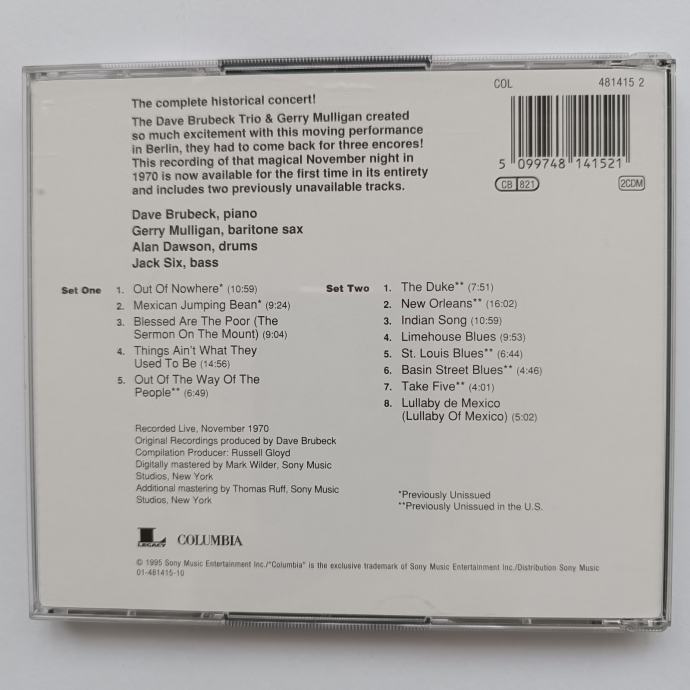 COL 481415 2
The complete historical concert!
The Dave Brubeck Trio & Gerry Mulligan created
so much excitement with this moving performance
in Berlin, they had to come back for three encores!
This recording of that magical November night in
1970 is now available for the first time in its entirety
and includes two previously unavailable tracks.
5 099748 141521
CB 821
2CDM
Dave Brubeck, piano
Gerry Mulligan, baritone sax
Alan Dawson, drums
Jack Six, bass
Set One
1. Out Of Nowhere* (10:59)
2. Mexican Jumping Bean* (9:24)
3. Blessed Are The Poor (The
Sermon On The Mount) (9:04)
4. Things Ain't What They
Used To Be (14:56)
5. Out Of The Way Of The
People** (6:49)
Set Two
1. The Duke** (7:51)
2. New Orleans** (16:02)
3. Indian Song (10:59)
4. Limehouse Blues (9:53)
5. St. Louis Blues** (6:44)
6. Basin Street Blues** (4:46)
7. Take Five** (4:01)
8. Lullaby de Mexico
(Lullaby Of Mexico) (5:02)
Recorded Live, November 1970
Original Recordings produced by Dave Brubeck
Compilation Producer: Russell Gloyd
Digitally mastered by Mark Wilder, Sony Music
Studios, New York
Additional mastering by Thomas Ruff, Sony Music
Studios, New York
*Previously Unissued
**Previously Unissued in the U.S.
L
LEGACY
COLUMBIA
© 1995 Sony Music Entertainment Inc./"Columbia" is the exclusive trademark of Sony Music Entertainment Inc./Distribution Sony Music
01-481415-10